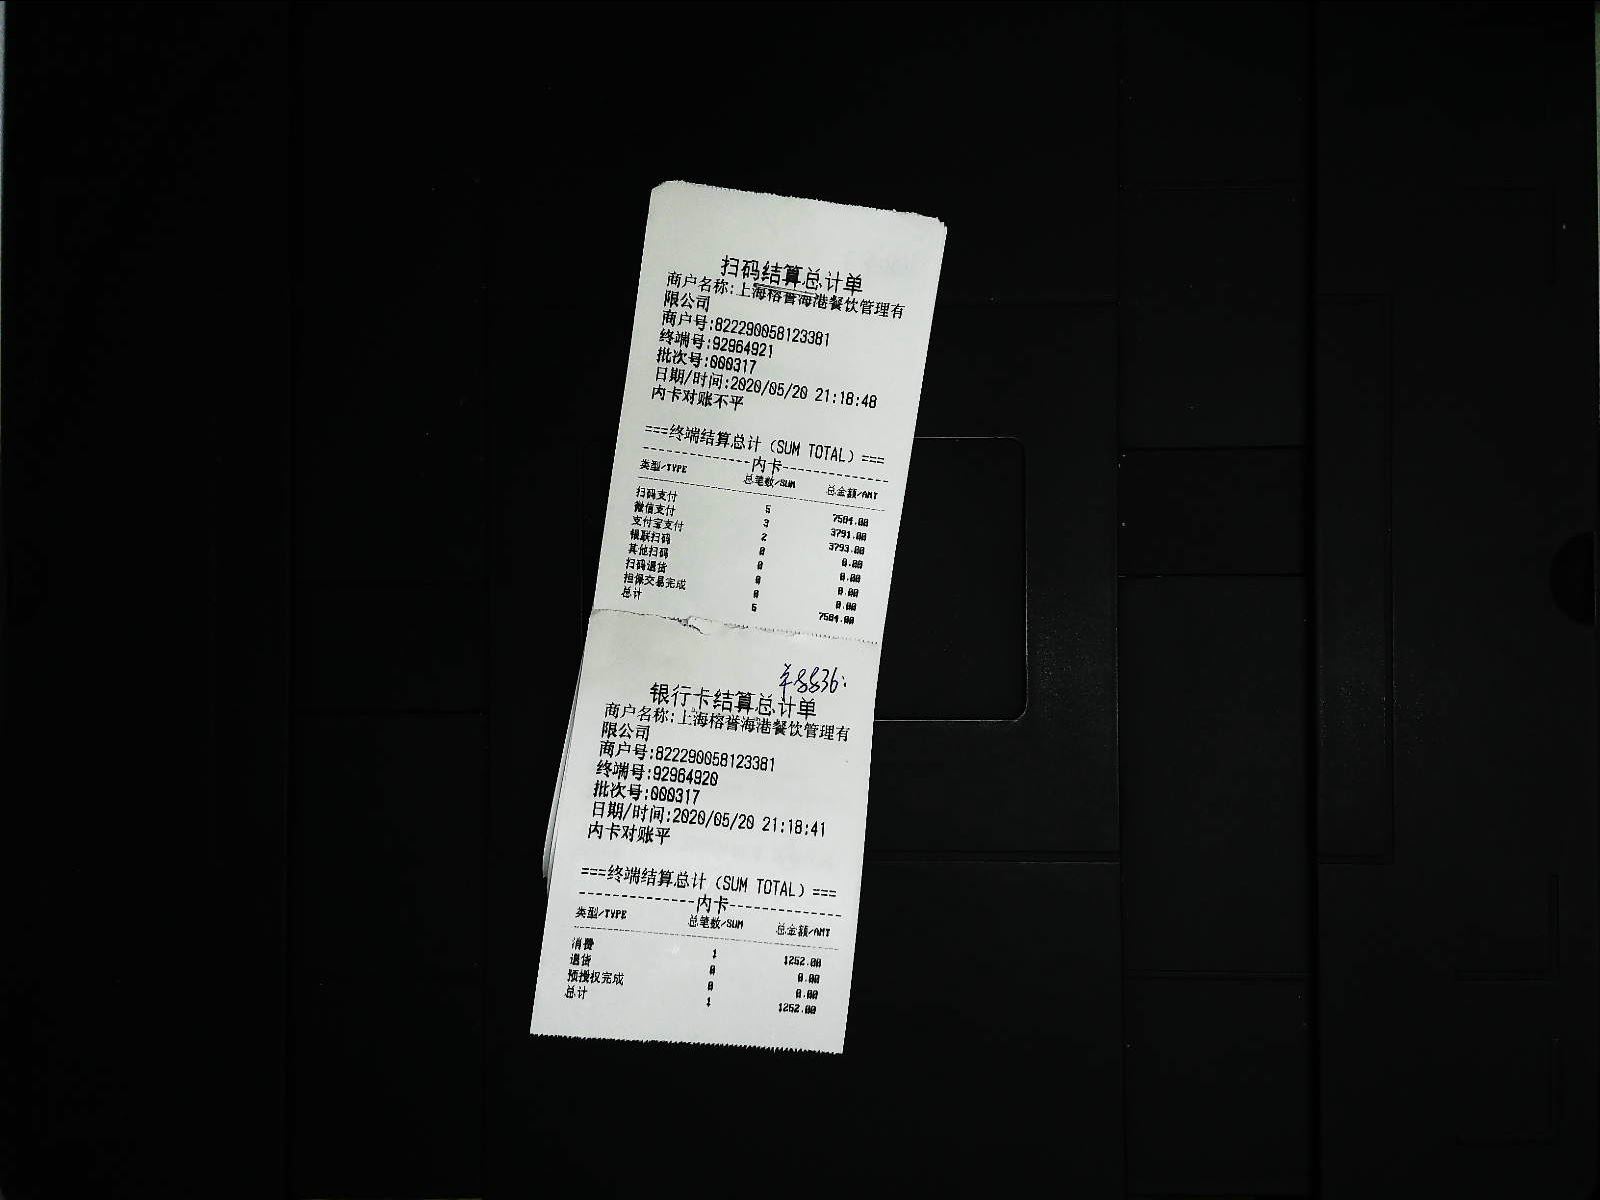 扫码结算总计单
商户名称:上海榕誉海港餐饮管理有
限公司
商户号:822290058123381
终端号:92964921
批次号:000317
日期/时间:2020/05/20 21:18:48
内卡对账不平
===终端结算总计(SUM TOTAL)===
内卡
类型/TYPE 总笔数/SUM 总金额/AMT
扫码支付 5 7584.00
微信支付 3 3791.00
支付宝支付 2 3793.00
银联扫码 0 0.00
其他扫码 0 0.00
扫码退货 0 0.00
担保交易完成 0 0.00
总计 5 7584.00
¥8836:
银行卡结算总计单
商户名称:上海榕誉海港餐饮管理有
限公司
商户号:822290058123381
终端号:92964920
批次号:000317
日期/时间:2020/05/20 21:18:41
内卡对账平
===终端结算总计(SUM TOTAL)===
内卡
类型/TYPE 总笔数/SUM 总金额/AMT
消费 1 1252.00
退货 0 0.00
预授权完成 0 0.00
总计 1 1252.00